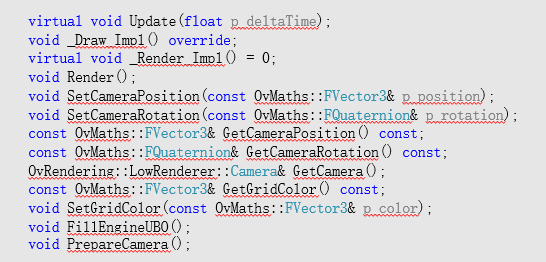 virtual void Update(float p_deltaTime);
void _Draw_Impl() override;
virtual void _Render_Impl() = 0;
void Render();
void SetCameraPosition(const OvMaths::FVector3& p_position);
void SetCameraRotation(const OvMaths::FQuaternion& p_rotation);
const OvMaths::FVector3& GetCameraPosition() const;
const OvMaths::FQuaternion& GetCameraRotation() const;
OvRendering::LowRenderer::Camera& GetCamera();
const OvMaths::FVector3& GetGridColor() const;
void SetGridColor(const OvMaths::FVector3& p_color);
void FillEngineUBO();
void PrepareCamera();